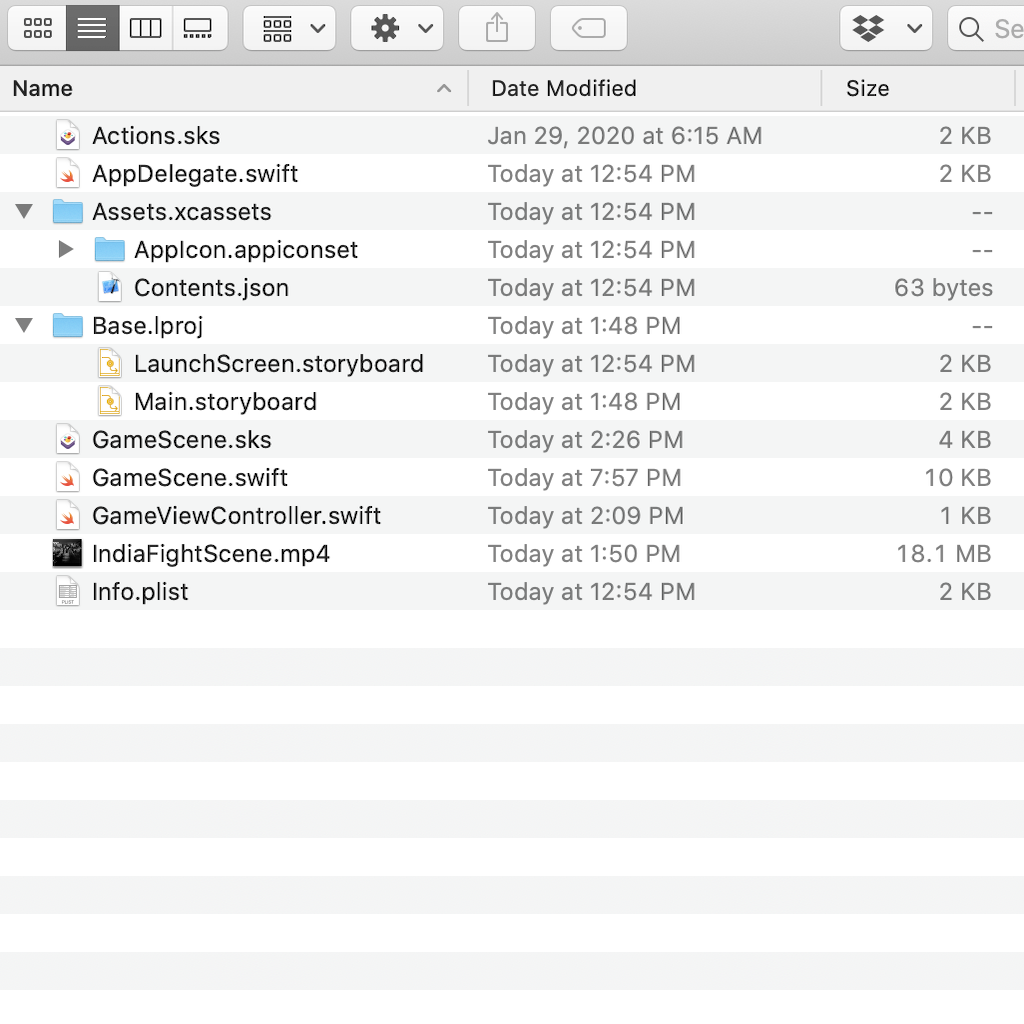 Se
Name Date Modified Size
Actions.sks Jan 29, 2020 at 6:15 AM 2 KB
AppDelegate.swift Today at 12:54 PM 2 KB
Assets.xcassets Today at 12:54 PM --
AppIcon.appiconset Today at 12:54 PM --
Contents.json Today at 12:54 PM 63 bytes
Base.lproj Today at 1:48 PM --
LaunchScreen.storyboard Today at 12:54 PM 2 KB
Main.storyboard Today at 1:48 PM 2 KB
GameScene.sks Today at 2:26 PM 4 KB
GameScene.swift Today at 7:57 PM 10 KB
GameViewController.swift Today at 2:09 PM 1 KB
IndiaFightScene.mp4 Today at 1:50 PM 18.1 MB
Info.plist Today at 12:54 PM 2 KB